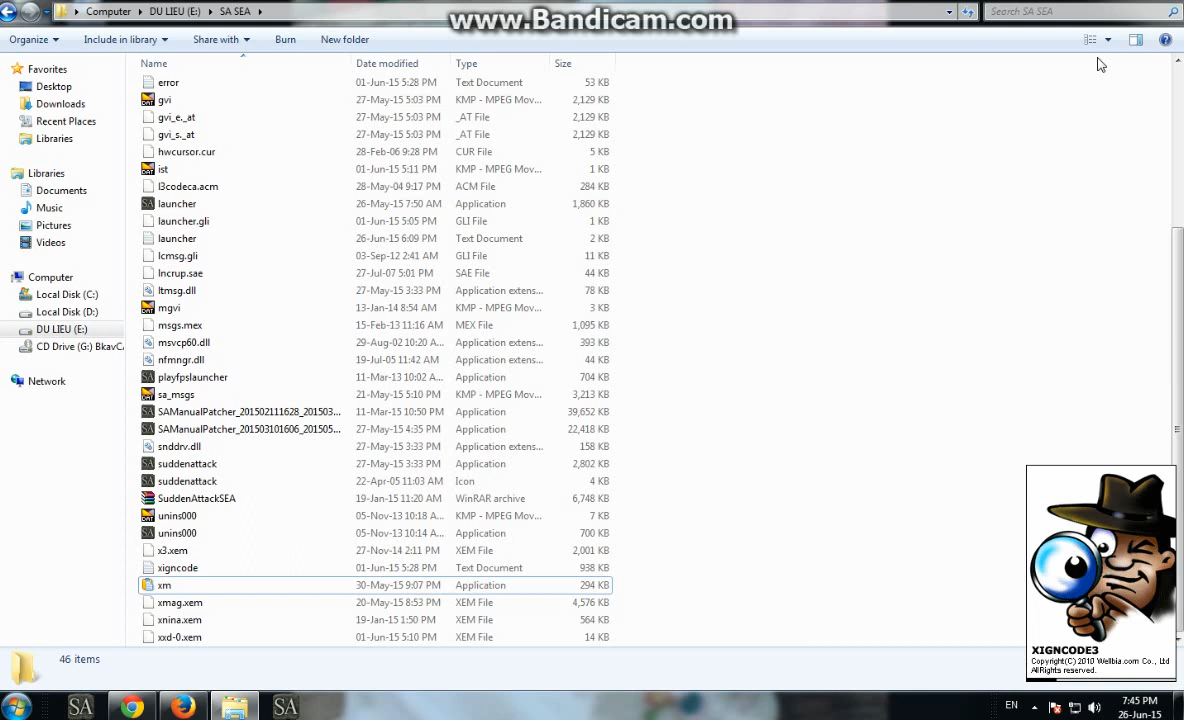 www.Bandicam.com
Computer DU LIEU (E:) SA SEA
Search SA SEA
Organize Include in library Share with Burn New folder
Name Date modified Type Size
Favorites
Desktop
Downloads
Recent Places
Libraries
Libraries
Documents
Music
Pictures
Videos
Computer
Local Disk (C:)
Local Disk (D:)
DU LIEU (E:)
CD Drive (G:) BkavC
Network
error 01-Jun-15 5:28 PM Text Document 53 KB
gvi 27-May-15 5:03 PM KMP - MPEG Mov... 2,129 KB
gvi_e._at 27-May-15 5:03 PM _AT File 2,129 KB
gvi_s._at 27-May-15 5:03 PM _AT File 2,129 KB
hwcursor.cur 28-Feb-06 9:28 PM CUR File 5 KB
ist 01-Jun-15 5:11 PM KMP - MPEG Mov... 1 KB
l3codeca.acm 28-May-04 9:17 PM ACM File 284 KB
launcher 26-May-15 7:50 AM Application 1,860 KB
launcher.gli 01-Jun-15 5:05 PM GLI File 1 KB
launcher 26-Jun-15 6:09 PM Text Document 2 KB
lcmsg.gli 03-Sep-12 2:41 AM GLI File 11 KB
lncrup.sae 27-Jul-07 5:01 PM SAE File 44 KB
ltmsg.dll 27-May-15 3:33 PM Application extens... 78 KB
mgvi 13-Jan-14 8:54 AM KMP - MPEG Mov... 3 KB
msgs.mex 15-Feb-13 11:16 AM MEX File 1,095 KB
msvcp60.dll 29-Aug-02 10:20 A... Application extens... 393 KB
nfmngr.dll 19-Jul-05 11:42 AM Application extens... 44 KB
playfpslauncher 11-Mar-13 10:02 A... Application 704 KB
sa_msgs 21-May-15 5:10 PM KMP - MPEG Mov... 3,213 KB
SAManualPatcher_201502111628_201503... 11-Mar-15 10:50 PM Application 39,652 KB
SAManualPatcher_201503101606_201505... 27-May-15 4:35 PM Application 22,418 KB
snddrv.dll 27-May-15 3:33 PM Application extens... 158 KB
suddenattack 27-May-15 3:33 PM Application 2,802 KB
suddenattack 22-Apr-05 11:03 AM Icon 4 KB
SuddenAttackSEA 19-Jan-15 11:20 AM WinRAR archive 6,748 KB
unins000 05-Nov-13 10:18 A... KMP - MPEG Mov... 7 KB
unins000 05-Nov-13 10:14 A... Application 700 KB
x3.xem 27-Nov-14 2:11 PM XEM File 2,001 KB
xigncode 01-Jun-15 5:28 PM Text Document 938 KB
xm 30-May-15 9:07 PM Application 294 KB
xmag.xem 20-May-15 8:53 PM XEM File 4,576 KB
xnina.xem 19-Jan-15 1:50 PM XEM File 564 KB
xxd-0.xem 01-Jun-15 5:10 PM XEM File 14 KB
46 items
XIGNCODE3
Copyright(C) 2010 Wellbia.com Co., Ltd
AllRights Reserved.
SA
SA
EN
7:45 PM
26-Jun-15